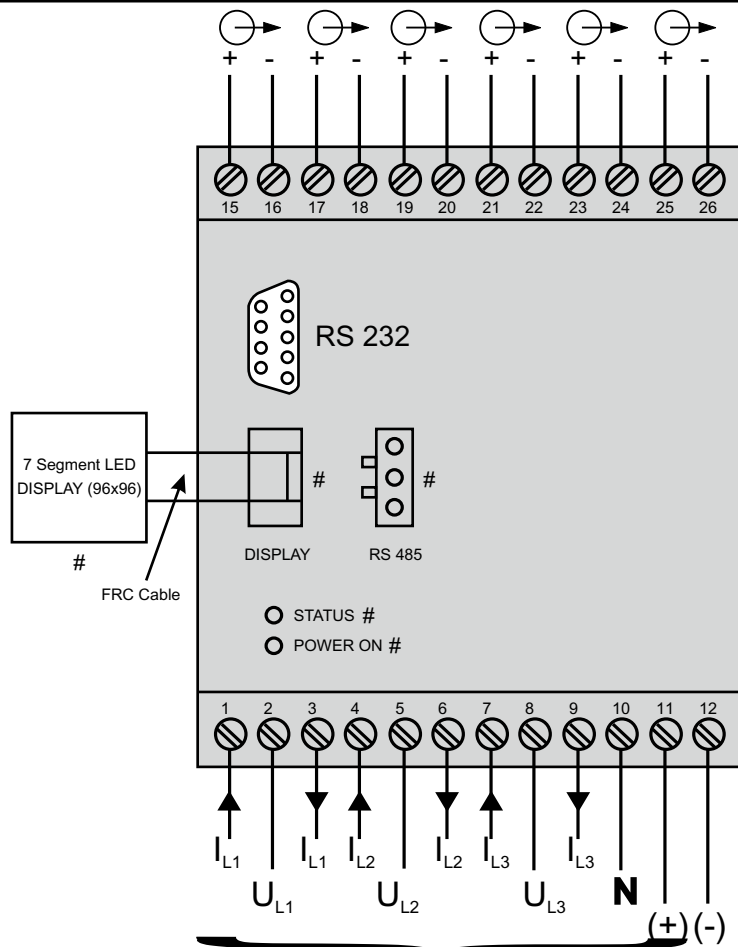 + - + - + - + - + - + -
15 16 17 18 19 20 21 22 23 24 25 26
RS 232
7 Segment LED
DISPLAY (96x96)
#
#
#
DISPLAY
RS 485
FRC Cable
STATUS #
POWER ON #
1 2 3 4 5 6 7 8 9 10 11 12
IL1 IL1 IL2 IL2 IL3 IL3
UL1 UL2 UL3 N
(+) (-)